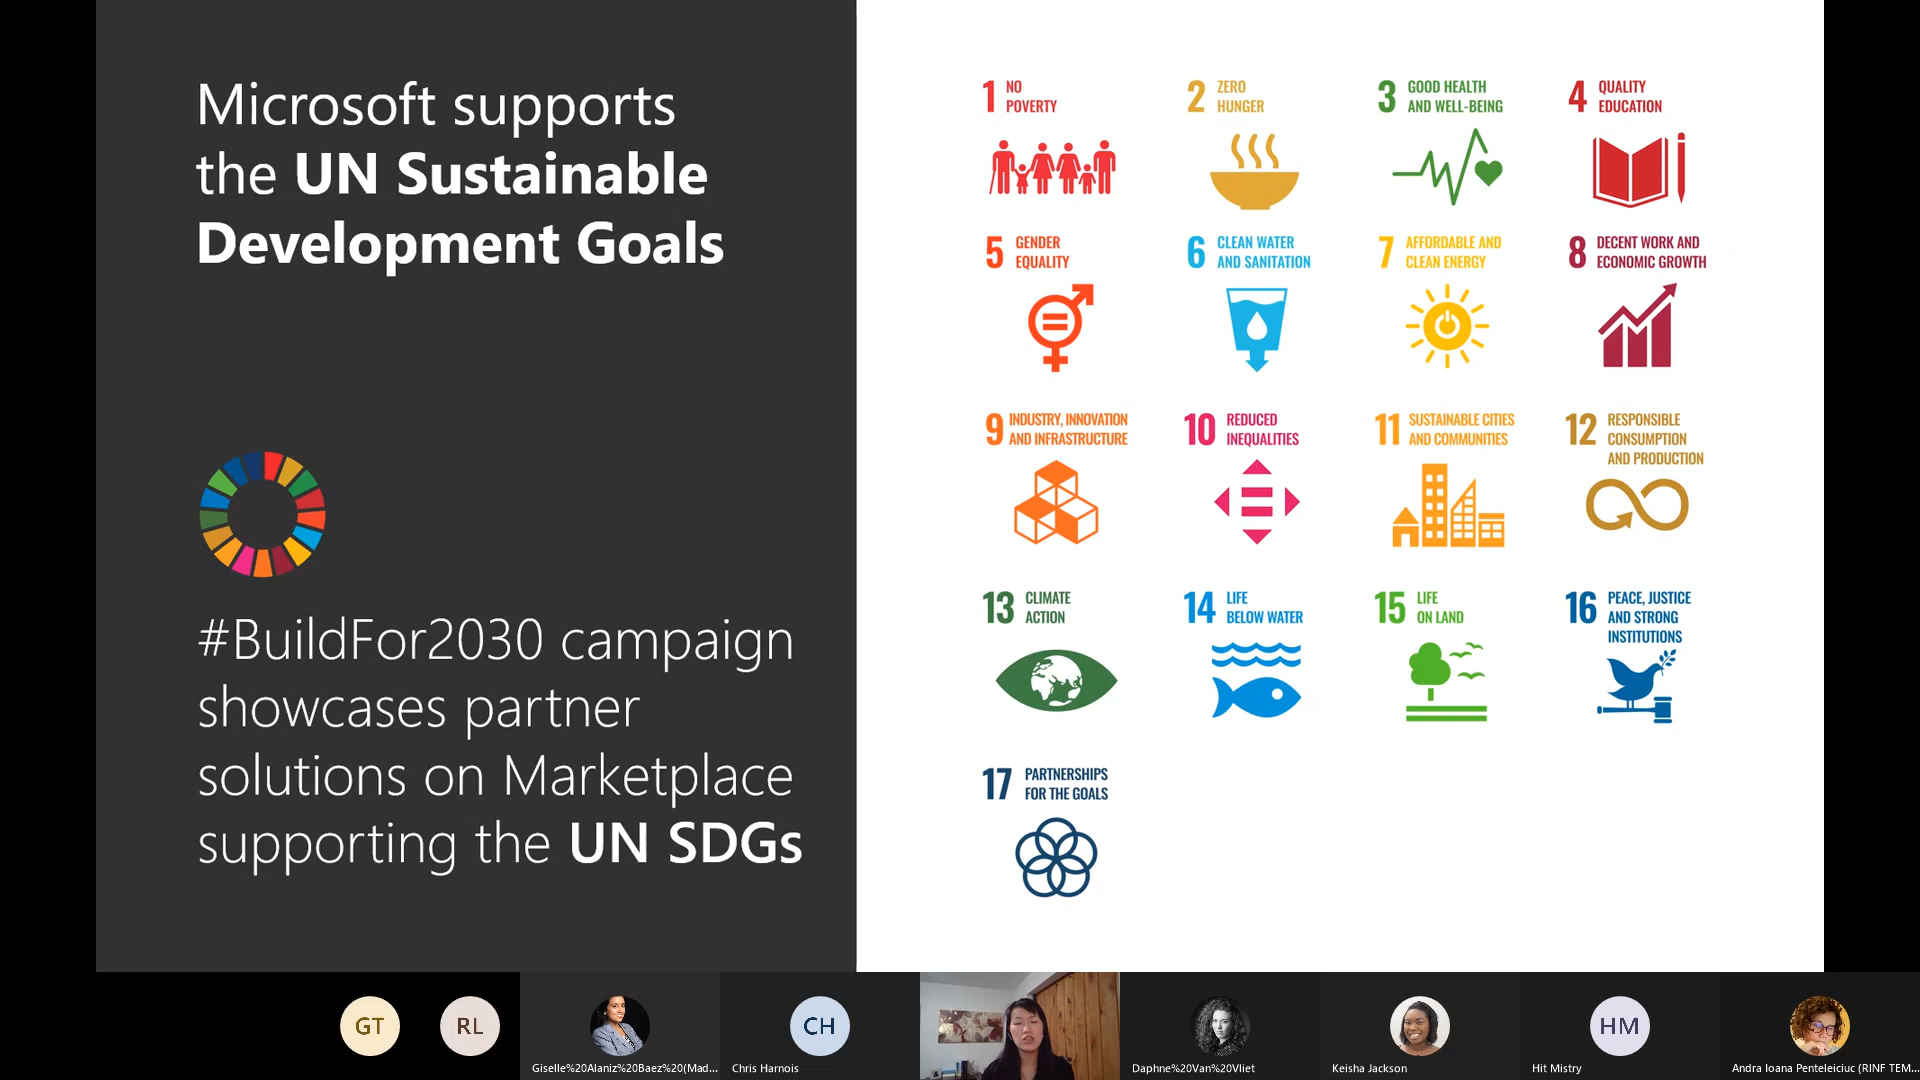 Microsoft supports
the UN Sustainable
Development Goals
#BuildFor2030 campaign
showcases partner
solutions on Marketplace
supporting the UN SDGs
1 NO
POVERTY
2 ZERO
HUNGER
3 GOOD HEALTH
AND WELL-BEING
4 QUALITY
EDUCATION
5 GENDER
EQUALITY
6 CLEAN WATER
AND SANITATION
7 AFFORDABLE AND
CLEAN ENERGY
8 DECENT WORK AND
ECONOMIC GROWTH
9 INDUSTRY, INNOVATION
AND INFRASTRUCTURE
10 REDUCED
INEQUALITIES
11 SUSTAINABLE CITIES
AND COMMUNITIES
12 RESPONSIBLE
CONSUMPTION
AND PRODUCTION
13 CLIMATE
ACTION
14 LIFE
BELOW WATER
15 LIFE
ON LAND
16 PEACE, JUSTICE
AND STRONG
INSTITUTIONS
17 PARTNERSHIPS
FOR THE GOALS
GT
RL
Giselle%20Alaniz%20Baez%20(Mad...
CH
Chris Harnois
Daphne%20Van%20Vliet
Keisha Jackson
HM
Hit Mistry
Andra Ioana Penteleiciuc (RINF TEM...